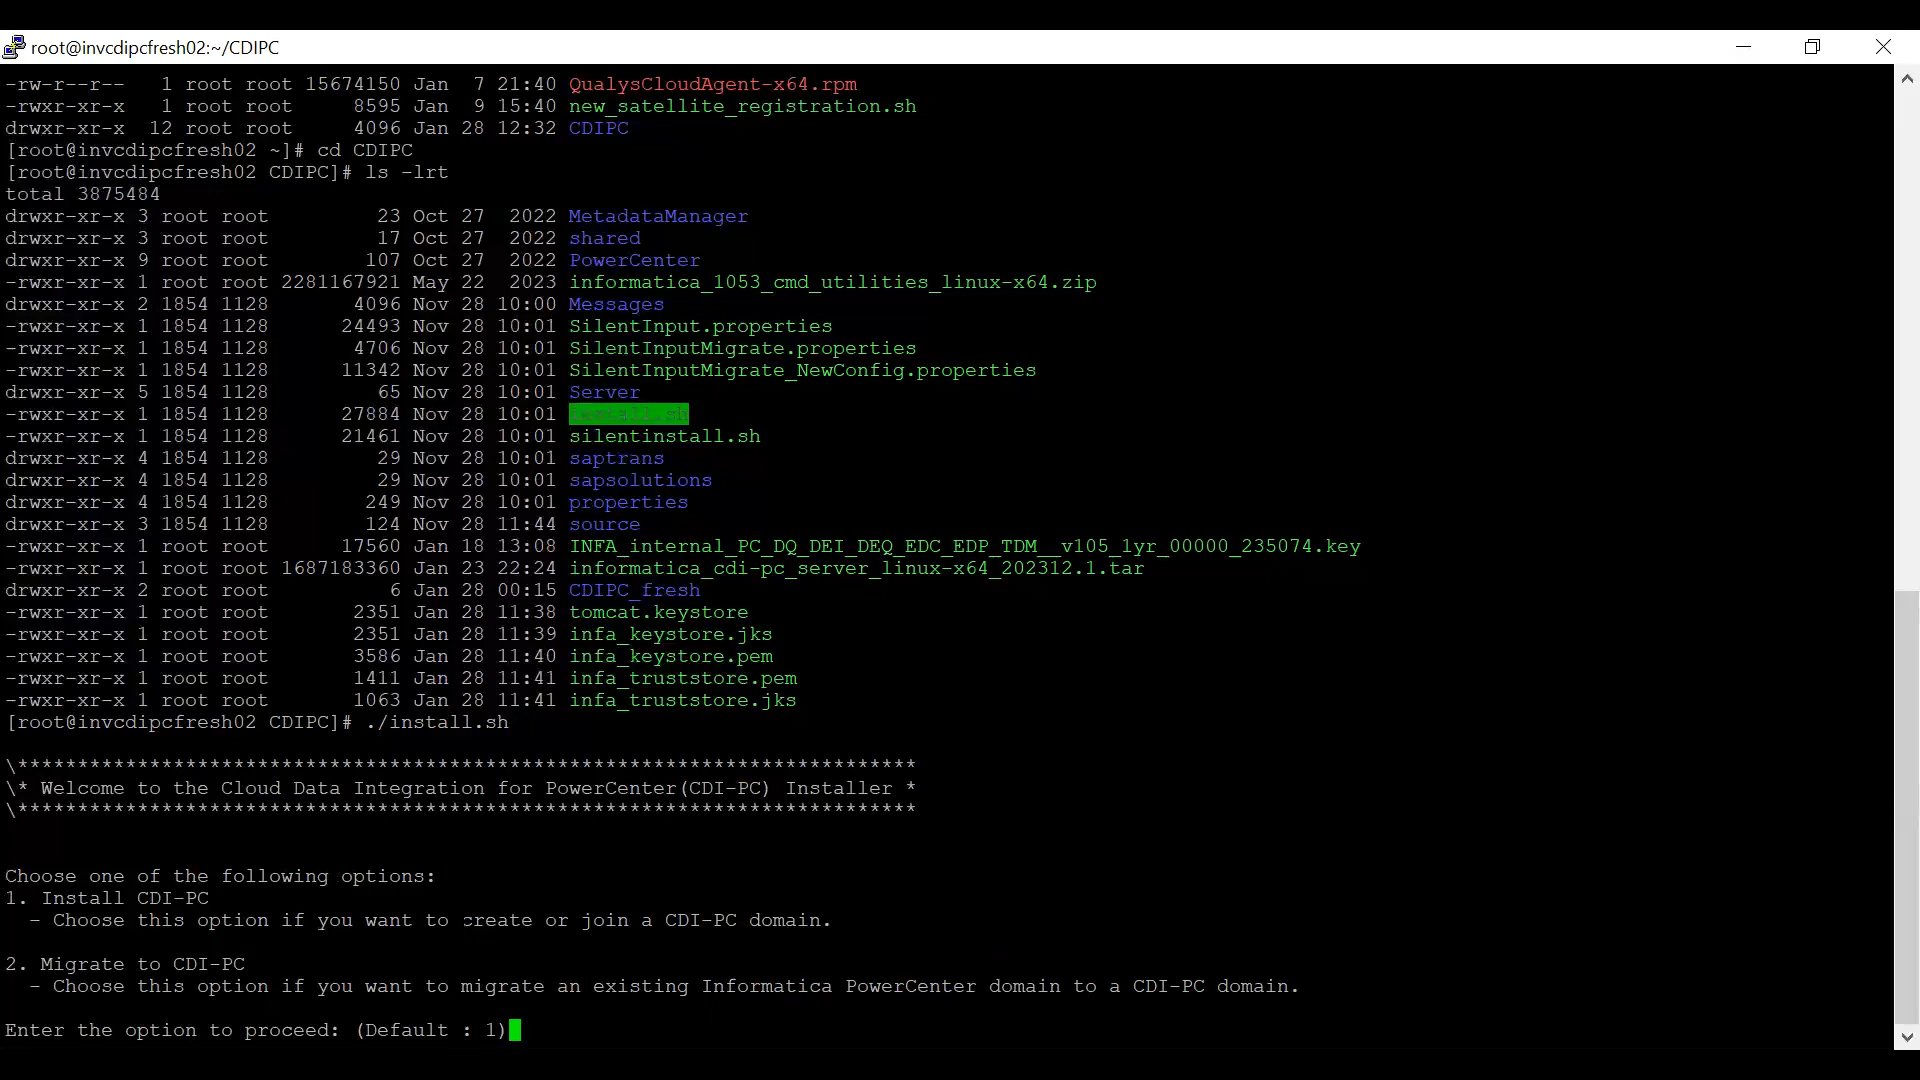 root@invcdipcfresh02:~/CDIPC
-rw-r--r--   1 root root 15674150 Jan  7 21:40 QualysCloudAgent-x64.rpm
-rwxr-xr-x   1 root root     8595 Jan  9 15:40 new_satellite_registration.sh
drwxr-xr-x  12 root root     4096 Jan 28 12:32 CDIPC
[root@invcdipcfresh02 ~]# cd CDIPC
[root@invcdipcfresh02 CDIPC]# ls -lrt
total 3875484
drwxr-xr-x 3 root root         23 Oct 27  2022 MetadataManager
drwxr-xr-x 3 root root         17 Oct 27  2022 shared
drwxr-xr-x 9 root root        107 Oct 27  2022 PowerCenter
-rwxr-xr-x 1 root root 2281167921 May 22  2023 informatica_1053_cmd_utilities_linux-x64.zip
drwxr-xr-x 2 1854 1128       4096 Nov 28 10:00 Messages
-rwxr-xr-x 1 1854 1128      24493 Nov 28 10:01 SilentInput.properties
-rwxr-xr-x 1 1854 1128       4706 Nov 28 10:01 SilentInputMigrate.properties
-rwxr-xr-x 1 1854 1128      11342 Nov 28 10:01 SilentInputMigrate_NewConfig.properties
drwxr-xr-x 5 1854 1128         65 Nov 28 10:01 Server
-rwxr-xr-x 1 1854 1128      27884 Nov 28 10:01
-rwxr-xr-x 1 1854 1128      21461 Nov 28 10:01 silentinstall.sh
drwxr-xr-x 4 1854 1128         29 Nov 28 10:01 saptrans
drwxr-xr-x 4 1854 1128         29 Nov 28 10:01 sapsolutions
drwxr-xr-x 4 1854 1128        249 Nov 28 10:01 properties
drwxr-xr-x 3 1854 1128        124 Nov 28 11:44 source
-rwxr-xr-x 1 root root      17560 Jan 18 13:08 INFA_internal_PC_DQ_DEI_DEQ_EDC_EDP_TDM__v105_1yr_00000_235074.key
-rwxr-xr-x 1 root root 1687183360 Jan 23 22:24 informatica_cdi-pc_server_linux-x64_202312.1.tar
drwxr-xr-x 2 root root          6 Jan 28 00:15 CDIPC_fresh
-rwxr-xr-x 1 root root       2351 Jan 28 11:38 tomcat.keystore
-rwxr-xr-x 1 root root       2351 Jan 28 11:39 infa_keystore.jks
-rwxr-xr-x 1 root root       3586 Jan 28 11:40 infa_keystore.pem
-rwxr-xr-x 1 root root       1411 Jan 28 11:41 infa_truststore.pem
-rwxr-xr-x 1 root root       1063 Jan 28 11:41 infa_truststore.jks
[root@invcdipcfresh02 CDIPC]# ./install.sh
\***************************************************************************
\* Welcome to the Cloud Data Integration for PowerCenter(CDI-PC) Installer *
\***************************************************************************
Choose one of the following options:
1. Install CDI-PC
  - Choose this option if you want to create or join a CDI-PC domain.
2. Migrate to CDI-PC
  - Choose this option if you want to migrate an existing Informatica PowerCenter domain to a CDI-PC domain.
Enter the option to proceed: (Default : 1)